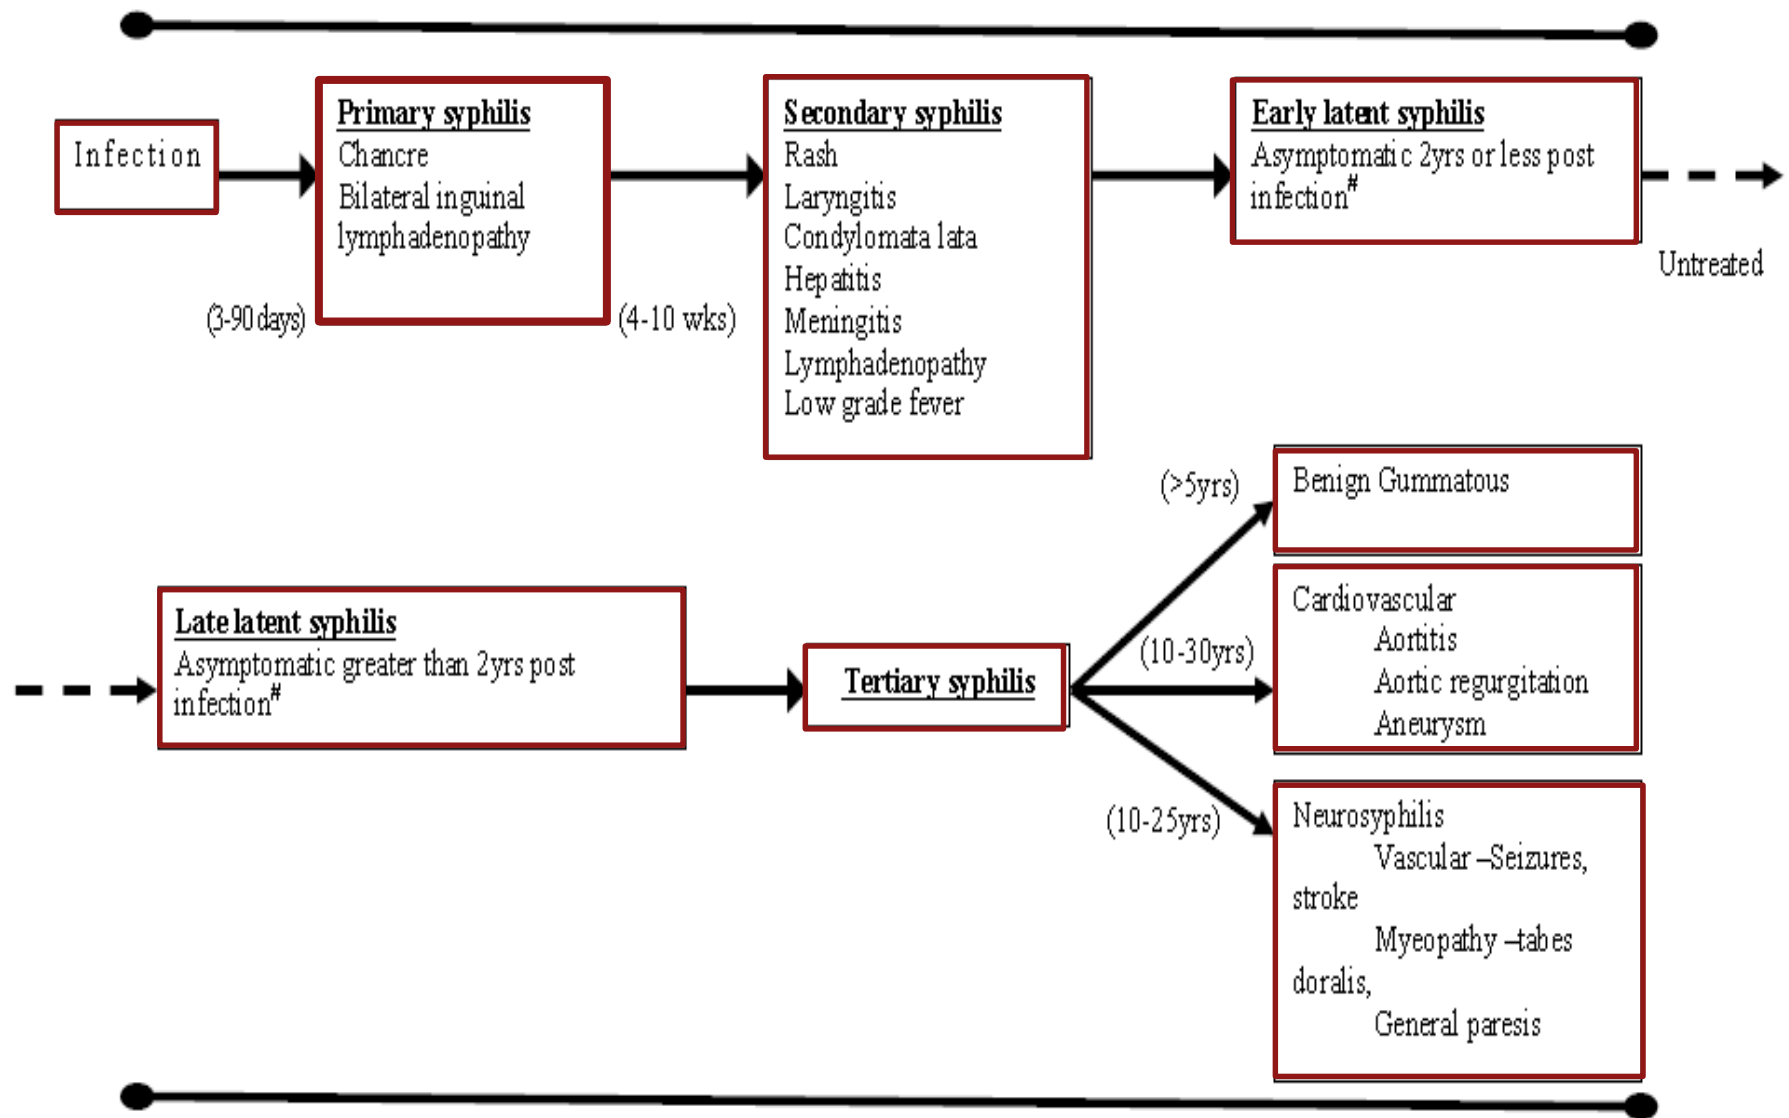 Infection
Primary syphilis
Chancre
Bilateral inguinal
lymphadenopathy
(3-90days)
(4-10 wks)
Secondary syphilis
Rash
Laryngitis
Condylomata lata
Hepatitis
Meningitis
Lymphadenopathy
Low grade fever
Early latent syphilis
Asymptomatic 2yrs or less post
infection#
Untreated
Late latent syphilis
Asymptomatic greater than 2yrs post
infection#
Tertiary syphilis
(>5yrs)
Benign Gummatous
(10-30yrs)
Cardiovascular
Aortitis
Aortic regurgitation
Aneurysm
(10-25yrs)
Neurosyphilis
Vascular –Seizures,
stroke
Myeopathy –tabes
doralis,
General paresis